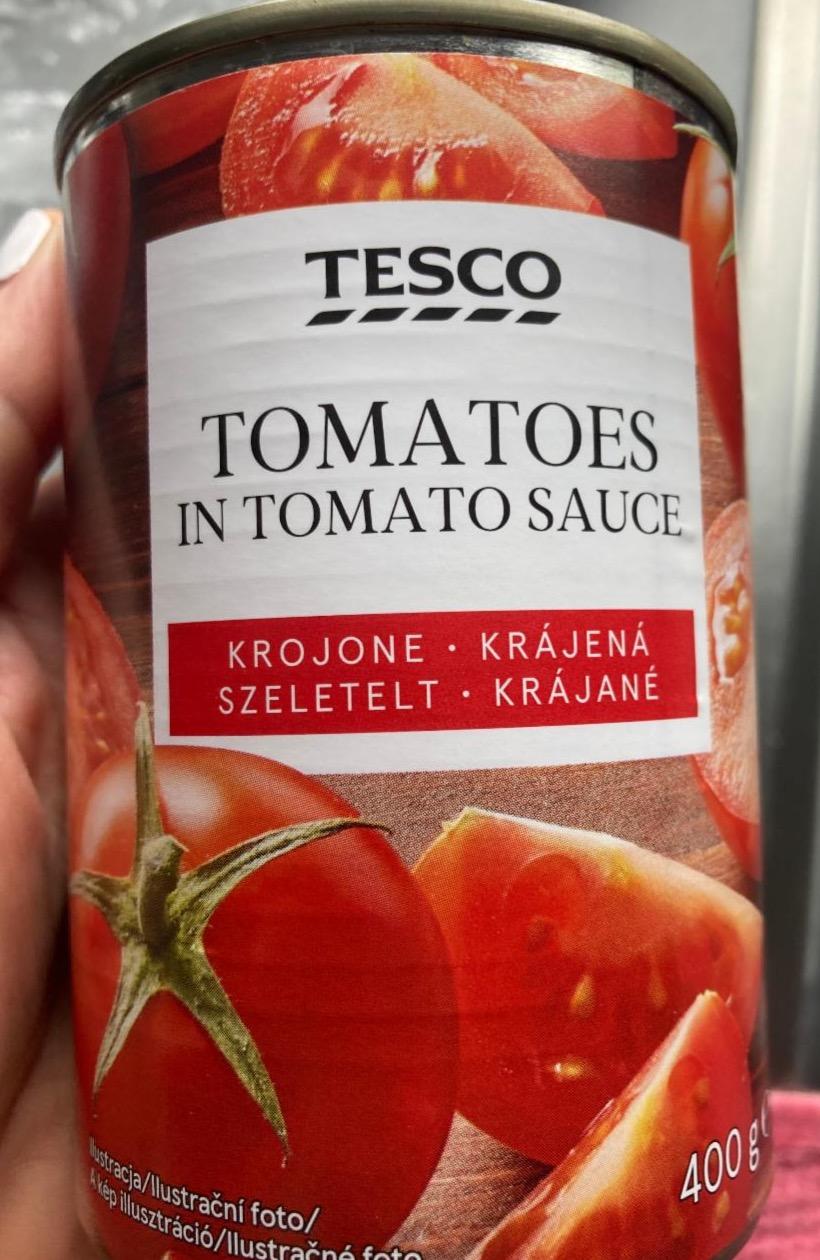 TESCO
TOMATOES
IN TOMATO SAUCE
KROJONE · KRÁJENÁ
SZELETELT · KRÁJANÉ
Ilustracja/Ilustrační foto/
A kép illusztráció/Ilustračné foto
400 g